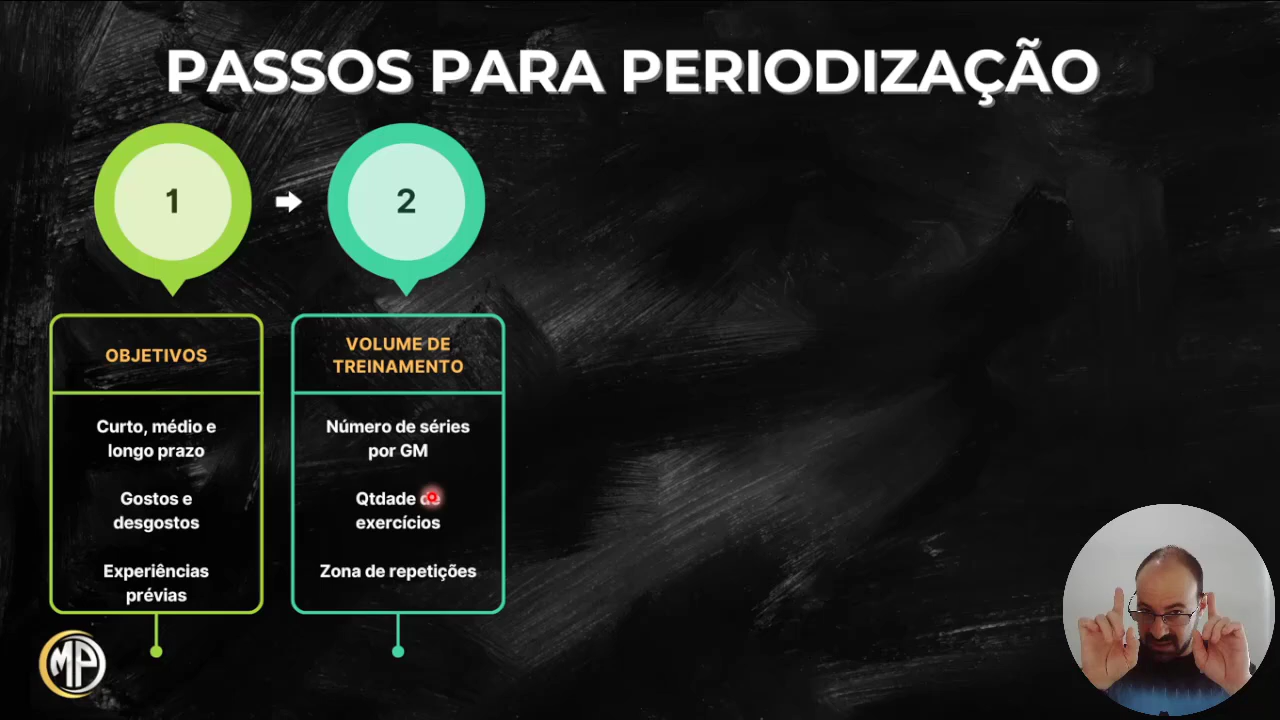 PASSOS PARA PERIODIZAÇÃO
1
2
OBJETIVOS
Curto, médio e
longo prazo
Gostos e
desgostos
Experiências
prévias
VOLUME DE
TREINAMENTO
Número de séries
por GM
Qtdade de
exercícios
Zona de repetições
MP